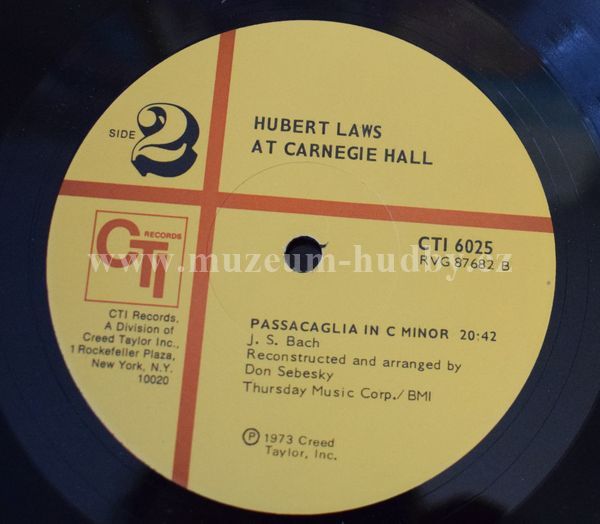 SIDE 2
HUBERT LAWS
AT CARNEGIE HALL
CTI
RECORDS
CTI 6025
RVG 87682 B
www.muzeum-hudby.cz
CTI Records,
A Division of
Creed Taylor Inc.,
1 Rockefeller Plaza,
New York, N.Y.
10020
PASSACAGLIA IN C MINOR 20:42
J. S. Bach
Reconstructed and arranged by
Don Sebesky
Thursday Music Corp./BMI
Ⓟ 1973 Creed
Taylor, Inc.